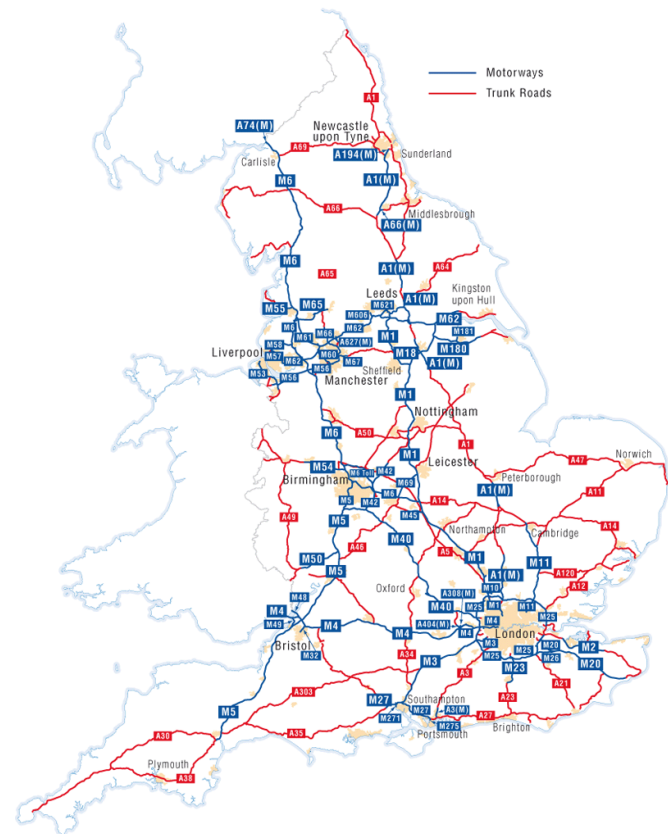 Motorways
Trunk Roads
A1
A74(M)
Newcastle
upon Tyne
A69
A194(M)
Sunderland
Carlisle
M6
A1(M)
A66
Middlesbrough
A66(M)
M6
A1(M)
A64
A65
Kingston
upon Hull
Leeds
A1(M)
M55
M65
M621
M606
M62
M6
M62
M181
M61
M66
A627(M)
M1
M58
M180
Liverpool
M57
M62
M60
M18
M67
Sheffield
A1(M)
M53
M56
M56
Manchester
M1
Nottingham
M6
A50
A1
M1
A47
Norwich
M54
M6 Toll
M42
Leicester
Peterborough
Birmingham
M69
A1(M)
A11
M5
M42
M6
A14
A49
M45
Northampton
Cambridge
A14
M5
M40
A46
A5
M1
M50
M11
M5
A1(M)
A120
A12
M10
Oxford
A308(M)
M48
M40
M25
M1
M11
M4
M49
M4
M4
A404(M)
M4
M4
M25
London
Bristol
M32
A34
M3
M3
M25
M25
M20
M26
M2
M20
M23
A303
A3
A21
M5
M27
Southampton
A23
M271
M27
A3(M)
A27
M275
Portsmouth
Brighton
A30
A35
Plymouth
A38